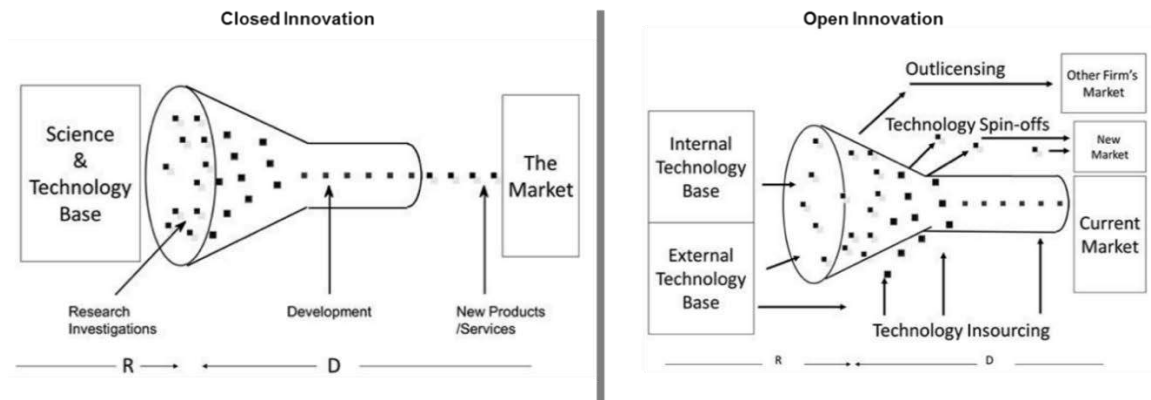 Closed Innovation
Science
&
Technology
Base
The
Market
Research
Investigations
Development
New Products
/Services
R
D
Open Innovation
Outlicensing
Other Firm's
Market
Technology Spin-offs
New
Market
Internal
Technology
Base
External
Technology
Base
Current
Market
Technology Insourcing
R
D